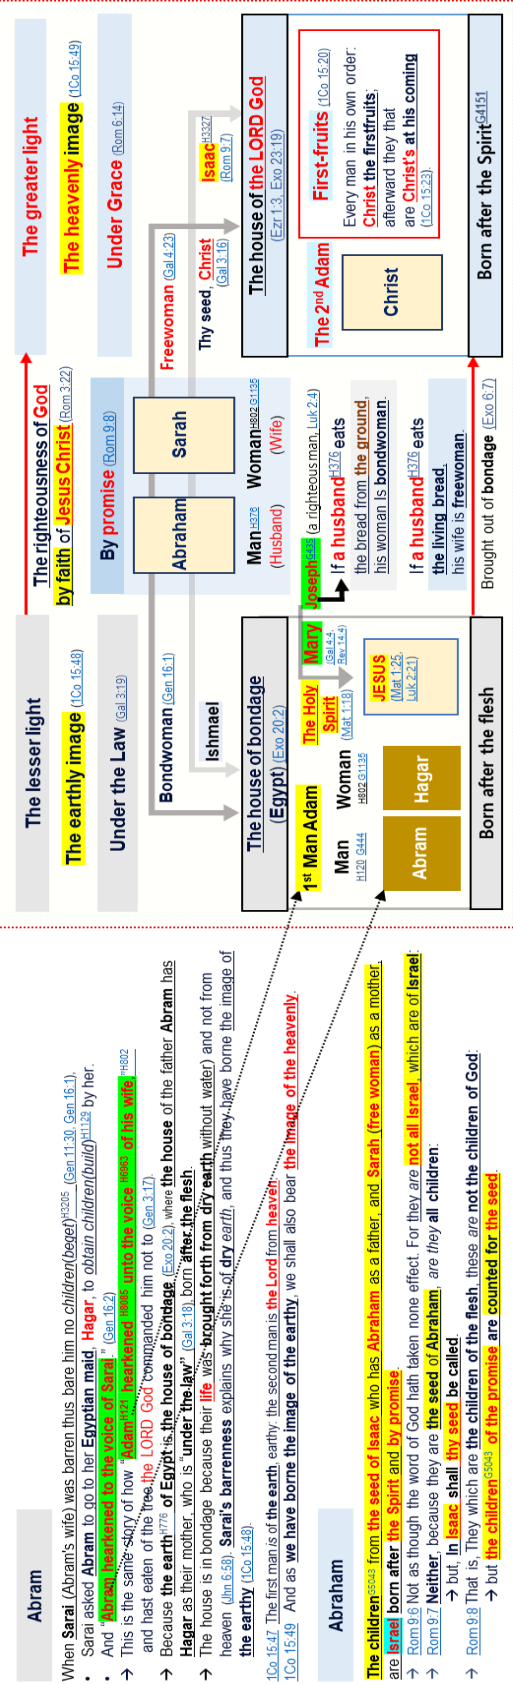 Abram
When Sarai (Abram's wife) was barren thus bare him no children(beget)H3205 (Gen 11:30, Gen 16:1),
• Sarai asked Abram to go to her Egyptian maid, Hagar, to obtain children(build)H1129 by her.
• And "Abram hearkened to the voice of Sarai." (Gen 16:2)
→ This is the same story of how "AdamH121 hearkened H8085 unto the voice H6963 of his wife,"H802
and hast eaten of the tree, the LORD God commanded him not to (Gen 3:17).
→ Because the earthH776 of Egypt is the house of bondage (Exo 20:2), where the house of the father Abram has
Hagar as their mother, who is "under the law" (Gal 3:18), born after the flesh.
→ The house is in bondage because their life was brought forth from dry earth without water) and not from
heaven (Jhn 6:58). Sarai's barrenness explains why she is of dry earth, and thus they have borne the image of
the earthy (1Co 15:48).
1Co 15:47 The first man is of the earth, earthy: the second man is the Lord from heaven.
1Co 15:49 And as we have borne the image of the earthy, we shall also bear the image of the heavenly.
Abraham
The childrenG5043 from the seed of Isaac who has Abraham as a father, and Sarah (free woman) as a mother,
are Israel born after the Spirit and by promise.
→ Rom 9:6 Not as though the word of God hath taken none effect. For they are not all Israel, which are of Israel:
→ Rom 9:7 Neither, because they are the seed of Abraham, are they all children:
→ but, In Isaac shall thy seed be called.
→ Rom 9:8 That is, They which are the children of the flesh, these are not the children of God:
→ but the childrenG5043 of the promise are counted for the seed.
The lesser light
The righteousness of God
by faith of Jesus Christ (Rom 3:22)
The greater light
The earthly image (1Co 15:48)
The heavenly image (1Co 15:49)
Under the Law (Gal 3:19)
By promise (Rom 9:8)
Under Grace (Rom 6:14)
Bondwoman (Gen 16:1)
Abraham
Sarah
Freewoman (Gal 4:23)
Ishmael
Thy seed, Christ
(Gal 3:16)
IsaacH3327
(Rom 9:7)
ManH376
(Husband)
WomanH802 G1135
(Wife)
The house of bondage
(Egypt) (Exo 20:2)
The house of the LORD God
(Ezr 1:3, Exo 23:19)
1st Man Adam
The Holy
Spirit
(Mat 1:18)
Mary
(Gal 4:4,
Rev 14:4)
JosephG435 (a righteous man, Luk 2:4)
Man
H120 G444
Woman
H802 G1135
JESUS
(Mat 1:25,
Luk 2:21)
If a husbandH376 eats
the bread from the ground,
his woman Is bondwoman.
If a husbandH376 eats
the living bread,
his wife is freewoman.
Abram
Hagar
The 2nd Adam
Christ
First-fruits (1Co 15:20)
Every man in his own order:
Christ the firstfruits;
afterward they that
are Christ's at his coming
(1Co 15:23).
Born after the flesh
Brought out of bondage (Exo 6:7)
Born after the SpiritG4151